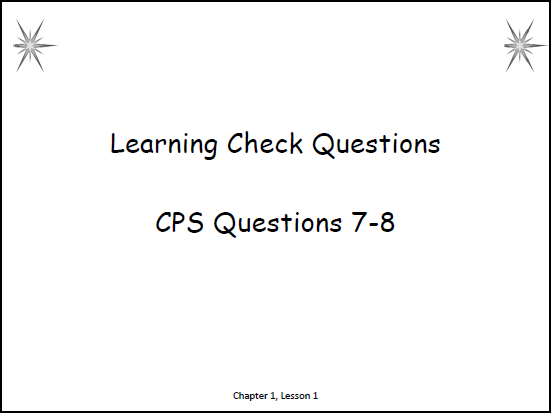 Learning Check Questions
CPS Questions 7-8
Chapter 1, Lesson 1